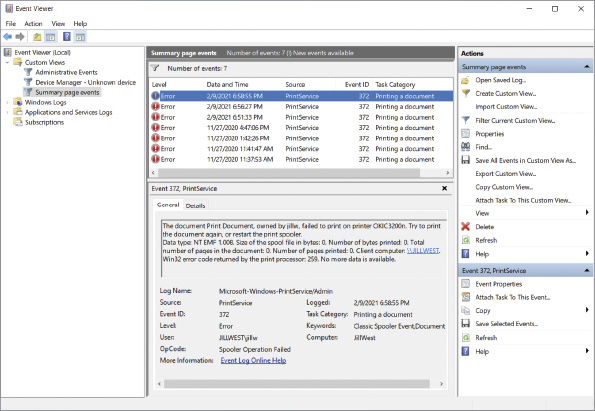 Event Viewer
File Action View Help
Event Viewer (Local)
Custom Views
Administrative Events
Device Manager - Unknown device
Summary page events
Windows Logs
Applications and Services Logs
Subscriptions
Summary page events Number of events: 7 (!) New events available
Number of events: 7
Level Date and Time Source Event ID Task Category
Error 2/9/2021 6:58:55 PM PrintService 372 Printing a document
Error 2/9/2021 6:56:27 PM PrintService 372 Printing a document
Error 2/9/2021 6:51:33 PM PrintService 372 Printing a document
Error 11/27/2020 4:47:06 PM PrintService 372 Printing a document
Error 11/27/2020 1:42:26 PM PrintService 372 Printing a document
Error 11/27/2020 11:41:47 AM PrintService 372 Printing a document
Error 11/27/2020 11:37:53 AM PrintService 372 Printing a document
Event 372, PrintService
General Details
The document Print Document, owned by jillw, failed to print on printer OKIC3200n. Try to print
the document again, or restart the print spooler.
Data type: NT EMF 1.008. Size of the spool file in bytes: 0. Number of bytes printed: 0. Total
number of pages in the document: 0. Number of pages printed: 0. Client computer: \\JILLWEST.
Win32 error code returned by the print processor: 259. No more data is available.
Log Name: Microsoft-Windows-PrintService/Admin
Source: PrintService Logged: 2/9/2021 6:58:55 PM
Event ID: 372 Task Category: Printing a document
Level: Error Keywords: Classic Spooler Event,Document
User: JILLWEST\jillw Computer: JillWest
OpCode: Spooler Operation Failed
More Information: Event Log Online Help
Actions
Summary page events
Open Saved Log...
Create Custom View...
Import Custom View...
Filter Current Custom View...
Properties
Find...
Save All Events in Custom View As...
Export Custom View...
Copy Custom View...
Attach Task To This Custom View...
View
Delete
Refresh
Help
Event 372, PrintService
Event Properties
Attach Task To This Event...
Copy
Save Selected Events...
Refresh
Help